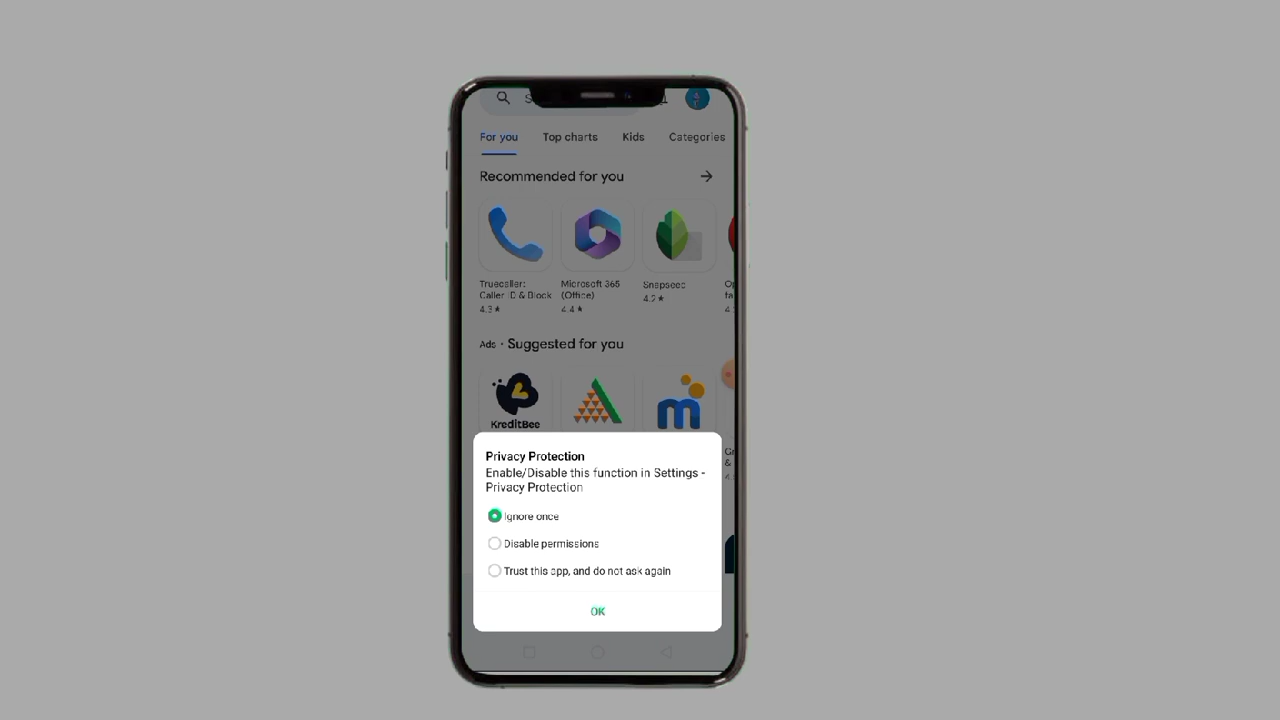 For you Top charts Kids Categories
Recommended for you
Truecaller: Microsoft 365 Snapseed
Caller ID & Block (Office) 4.2★
4.3★ 4.4★
Ads · Suggested for you
KreditBee
Privacy Protection
Enable/Disable this function in Settings -
Privacy Protection
Ignore once
Disable permissions
Trust this app, and do not ask again
OK